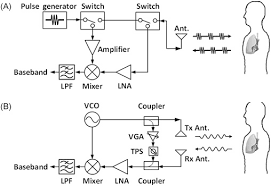 (A)
Pulse generator
Switch
Switch
Ant.
Amplifier
Baseband
LPF
Mixer
LNA
(B)
VCO
Coupler
Tx Ant.
VGA
TPS
Rx Ant.
Baseband
LPF
Mixer
LNA
Coupler